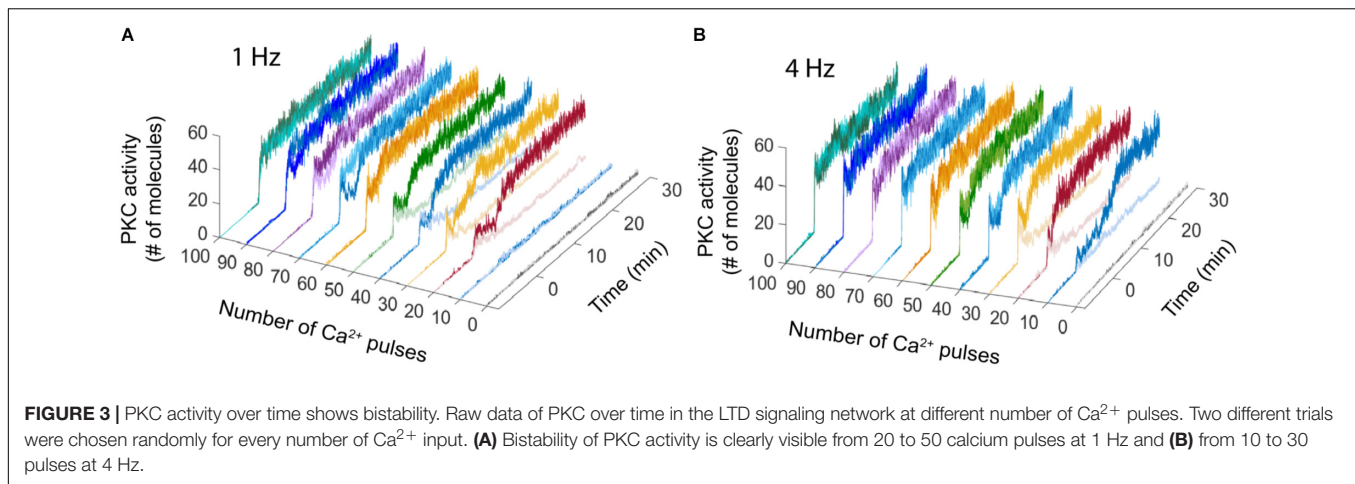 A
1 Hz
PKC activity
(# of molecules)
60
40
20
0
100
90
80
70
60
50
40
30
20
10
0
Number of Ca²⁺ pulses
0
10
20
30
Time (min)
B
4 Hz
PKC activity
(# of molecules)
60
40
20
0
100
90
80
70
60
50
40
30
20
10
0
Number of Ca²⁺ pulses
0
10
20
30
Time (min)
FIGURE 3 | PKC activity over time shows bistability. Raw data of PKC over time in the LTD signaling network at different number of Ca²⁺ pulses. Two different trials
were chosen randomly for every number of Ca²⁺ input. (A) Bistability of PKC activity is clearly visible from 20 to 50 calcium pulses at 1 Hz and (B) from 10 to 30
pulses at 4 Hz.